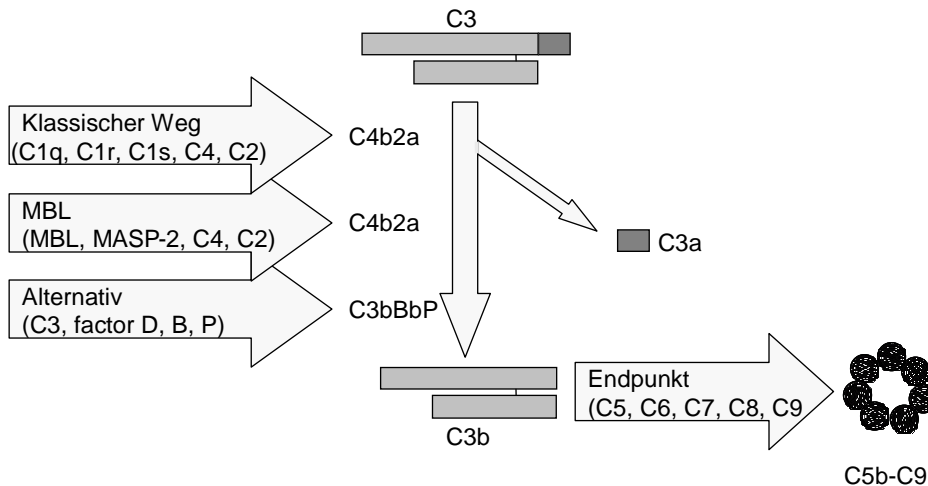 C3
Klassischer Weg
(C1q, C1r, C1s, C4, C2)
C4b2a
MBL
(MBL, MASP-2, C4, C2)
C4b2a
C3a
Alternativ
(C3, factor D, B, P)
C3bBbP
Endpunkt
(C5, C6, C7, C8, C9
C3b
C5b-C9